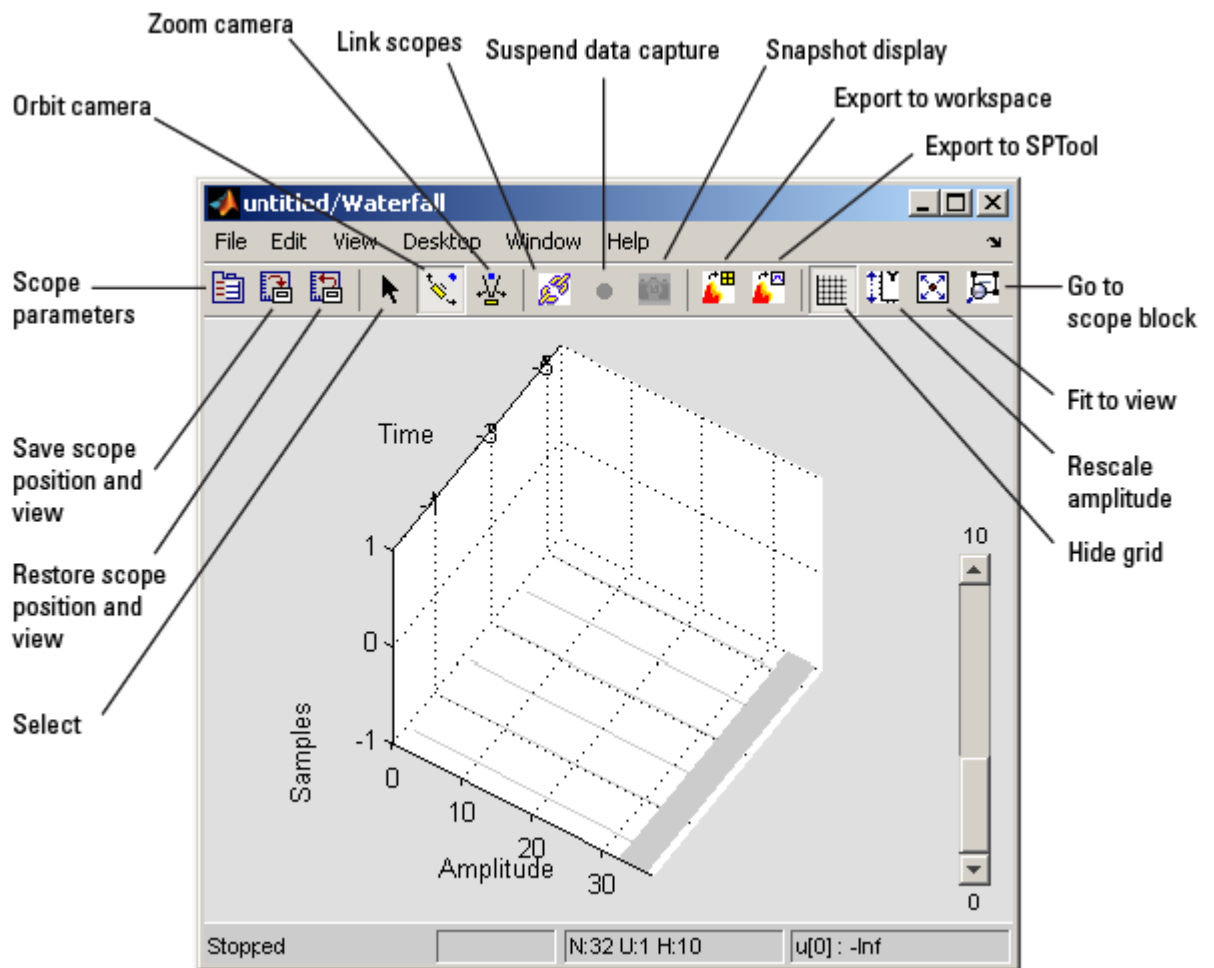 Zoom camera
Link scopes
Suspend data capture
Snapshot display
Orbit camera
Export to workspace
Export to SPTool
untitled/Waterfall
File Edit View Desktop Window Help
Scope
parameters
Go to
scope block
Save scope
position and
view
Restore scope
position and
view
Select
Fit to view
Rescale
amplitude
Hide grid
-5
Time
-3
-1
1
0
-1
Samples
0
10
20
30
Amplitude
10
0
Stopped
N:32 U:1 H:10
u[0] : -Inf